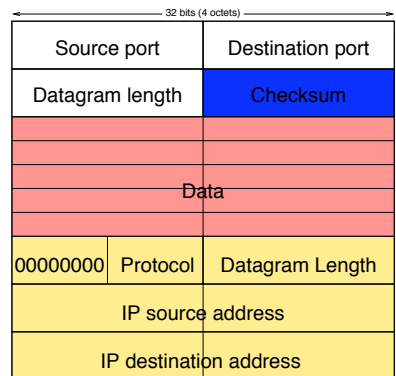 32 bits (4 octets)
Source port Destination port
Datagram length Checksum
Data
00000000 Protocol Datagram Length
IP source address
IP destination address